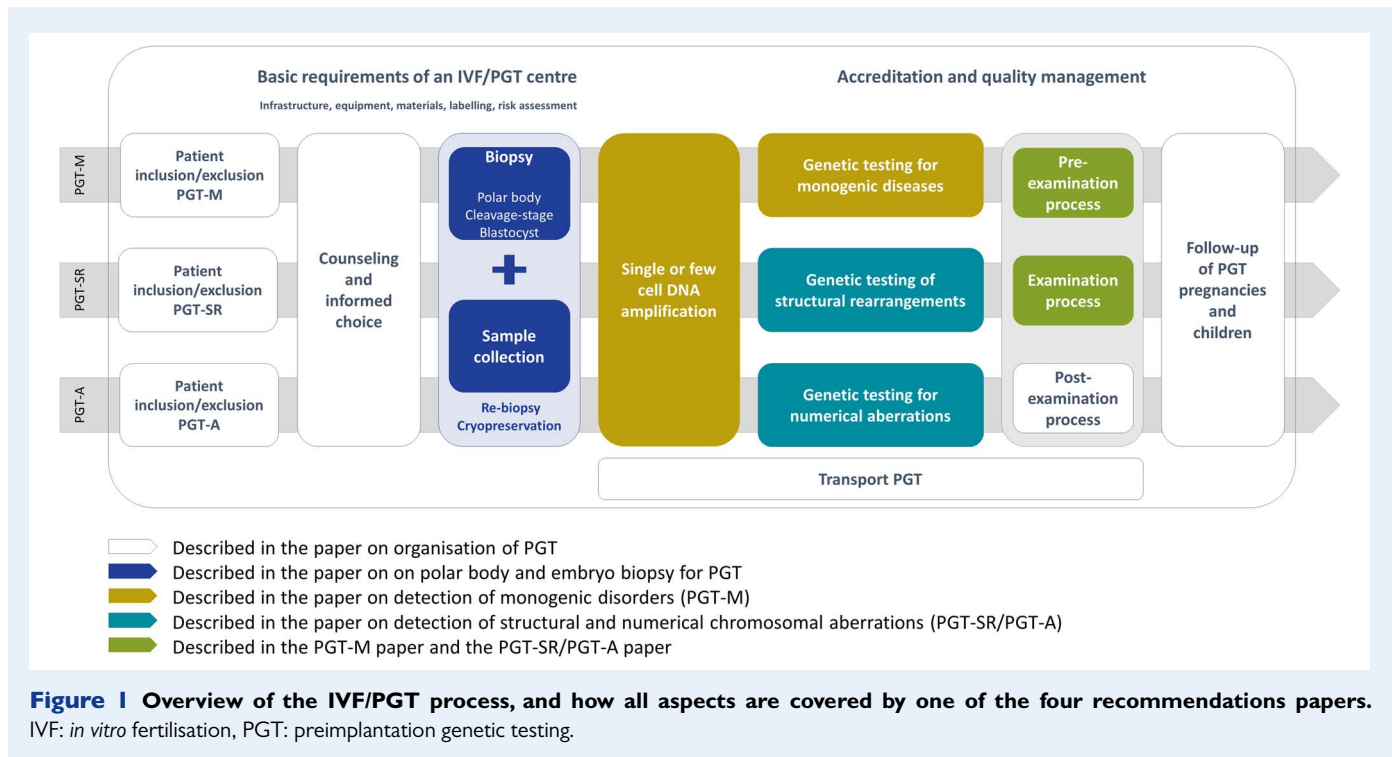 Basic requirements of an IVF/PGT centre
Infrastructure, equipment, materials, labelling, risk assessment
Accreditation and quality management
PGT-M
Patient
inclusion/exclusion
PGT-M
PGT-SR
Patient
inclusion/exclusion
PGT-SR
PGT-A
Patient
inclusion/exclusion
PGT-A
Counseling
and
informed
choice
Biopsy
Polar body
Cleavage-stage
Blastocyst
+
Sample
collection
Re-biopsy
Cryopreservation
Single or few
cell DNA
amplification
Genetic testing for
monogenic diseases
Genetic testing of
structural rearrangements
Genetic testing for
numerical aberrations
Pre-
examination
process
Examination
process
Post-
examination
process
Follow-up
of PGT
pregnancies
and
children
Transport PGT
Described in the paper on organisation of PGT
Described in the paper on on polar body and embryo biopsy for PGT
Described in the paper on detection of monogenic disorders (PGT-M)
Described in the paper on detection of structural and numerical chromosomal aberrations (PGT-SR/PGT-A)
Described in the PGT-M paper and the PGT-SR/PGT-A paper
Figure 1 Overview of the IVF/PGT process, and how all aspects are covered by one of the four recommendations papers.
IVF: in vitro fertilisation, PGT: preimplantation genetic testing.